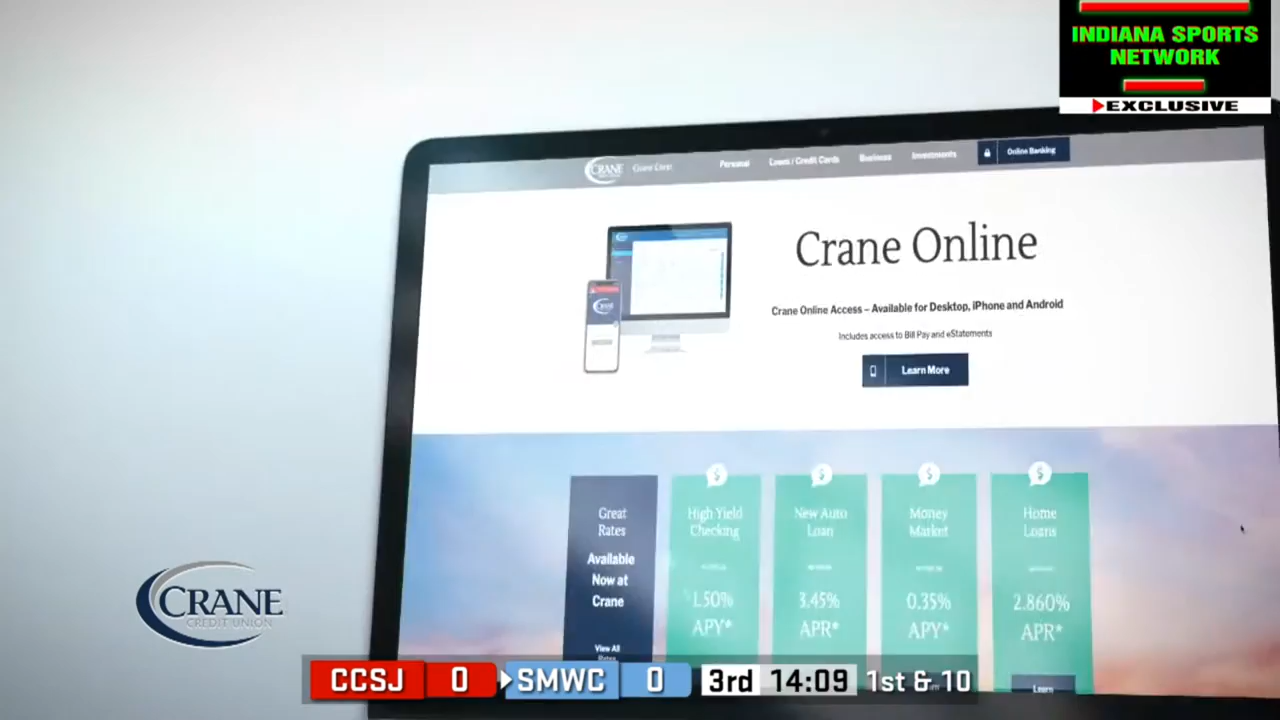 INDIANA SPORTS
NETWORK
EXCLUSIVE
CRANE
Personal
Loans / Credit Cards
Business
Investments
Online Banking
Crane Online
Crane Online Access – Available for Desktop, iPhone and Android
Includes access to Bill Pay and eStatements
Learn More
Great
Rates
Available
Now at
Crane
View All
Rates
High Yield
Checking
1.50%
APY*
New Auto
Loan
3.45%
APR*
Money
Market
0.35%
APY*
Home
Loans
2.860%
APR*
Learn
CRANE
CREDIT UNION
CCSJ 0 SMWC 0 3rd 14:09 1st & 10